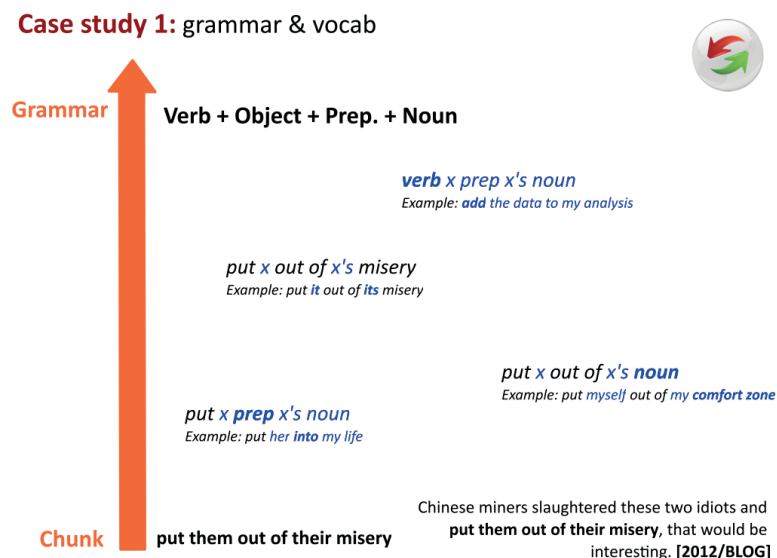 Case study 1: grammar & vocab
Grammar
Verb + Object + Prep. + Noun
verb x prep x's noun
Example: add the data to my analysis
put x out of x's misery
Example: put it out of its misery
put x out of x's noun
Example: put myself out of my comfort zone
put x prep x's noun
Example: put her into my life
Chunk
put them out of their misery
Chinese miners slaughtered these two idiots and
put them out of their misery, that would be
interesting. [2012/BLOG]